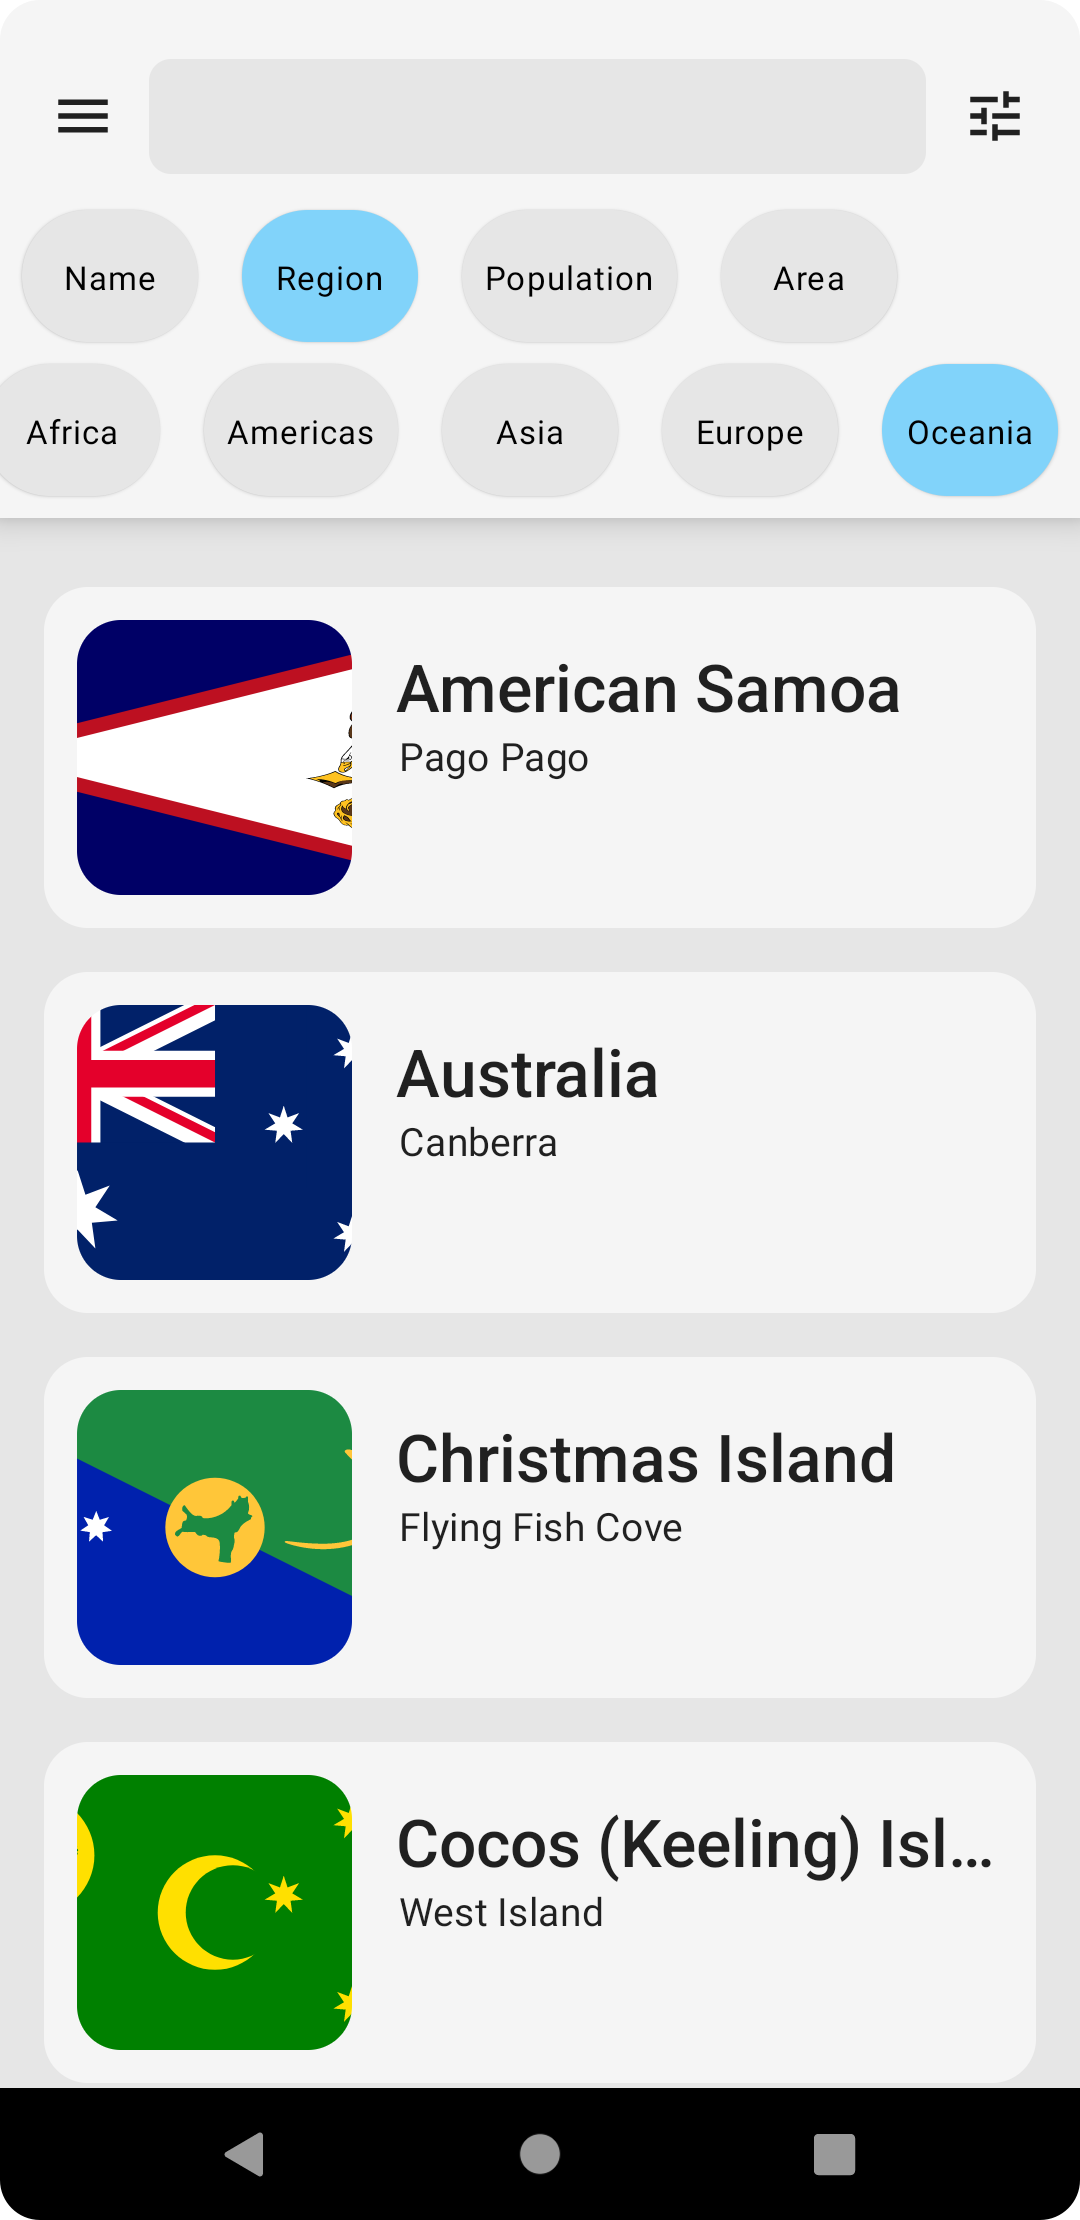 Name Region Population Area
Africa Americas Asia Europe Oceania
American Samoa
Pago Pago
Australia
Canberra
Christmas Island
Flying Fish Cove
Cocos (Keeling) Isl...
West Island